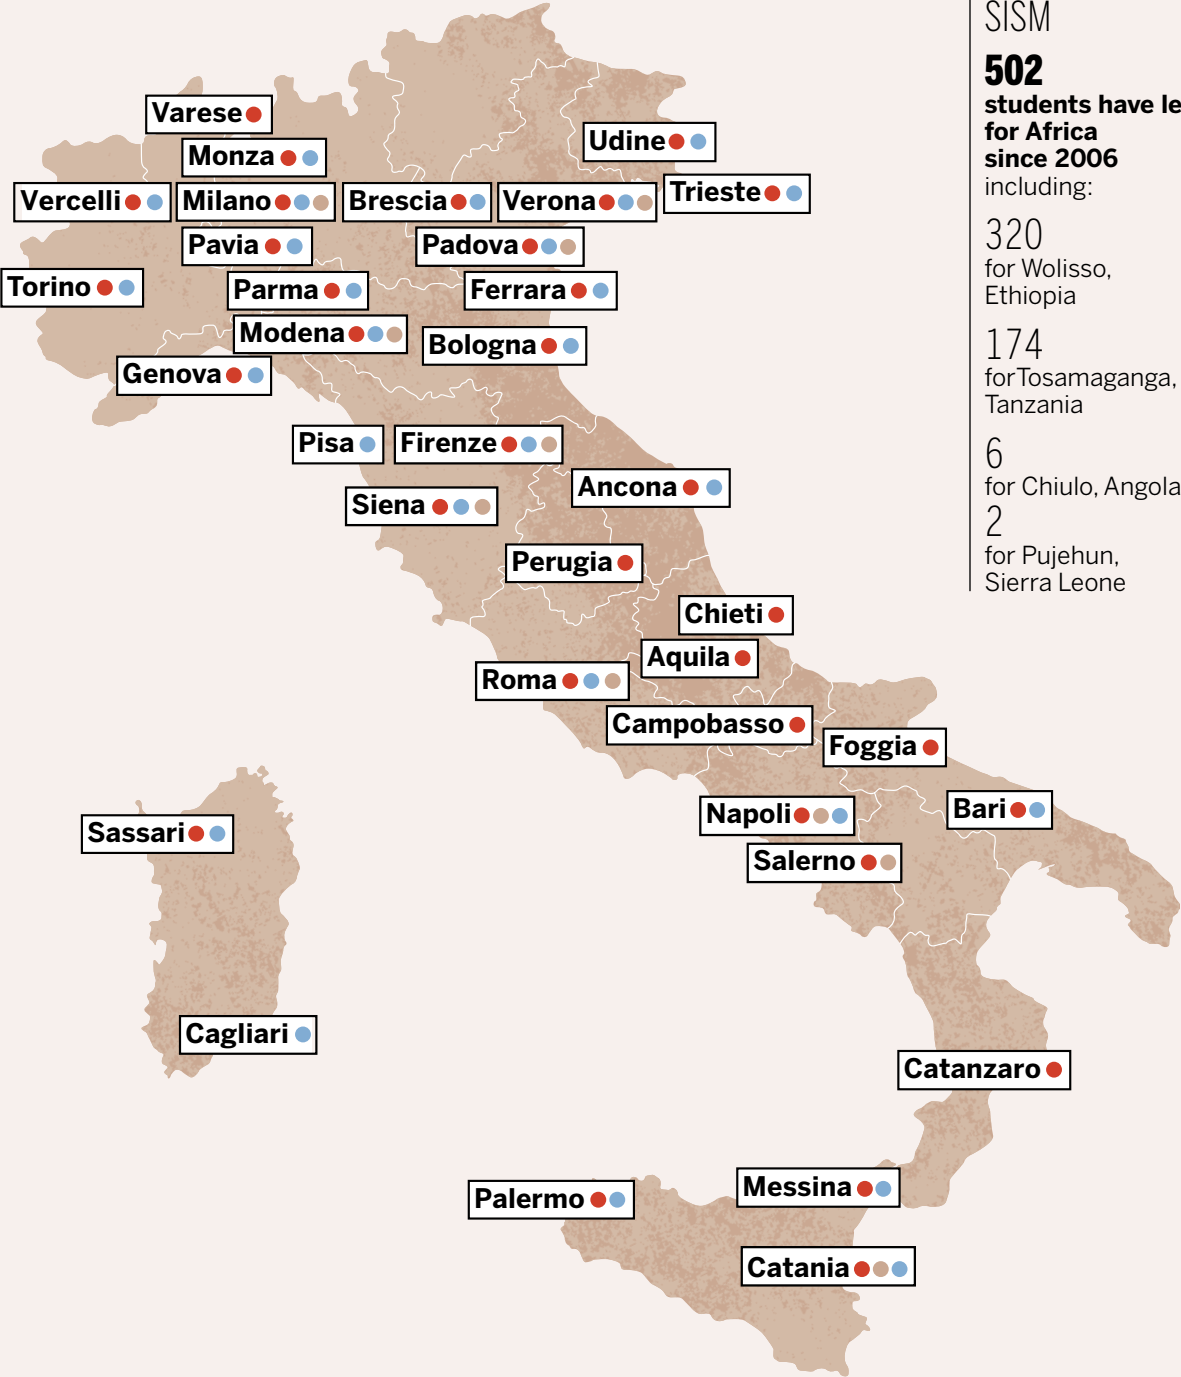 Varese
Monza
Udine
Vercelli
Milano
Brescia
Verona
Trieste
Pavia
Padova
Torino
Parma
Ferrara
Modena
Bologna
Genova
Pisa
Firenze
Ancona
Siena
Perugia
Chieti
Aquila
Roma
Campobasso
Foggia
Napoli
Bari
Salerno
Sassari
Cagliari
Catanzaro
Messina
Palermo
Catania
SISM
502
students have le
for Africa
since 2006
including:
320
for Wolisso,
Ethiopia
174
forTosamaganga,
Tanzania
6
for Chiulo, Angola
2
for Pujehun,
Sierra Leone